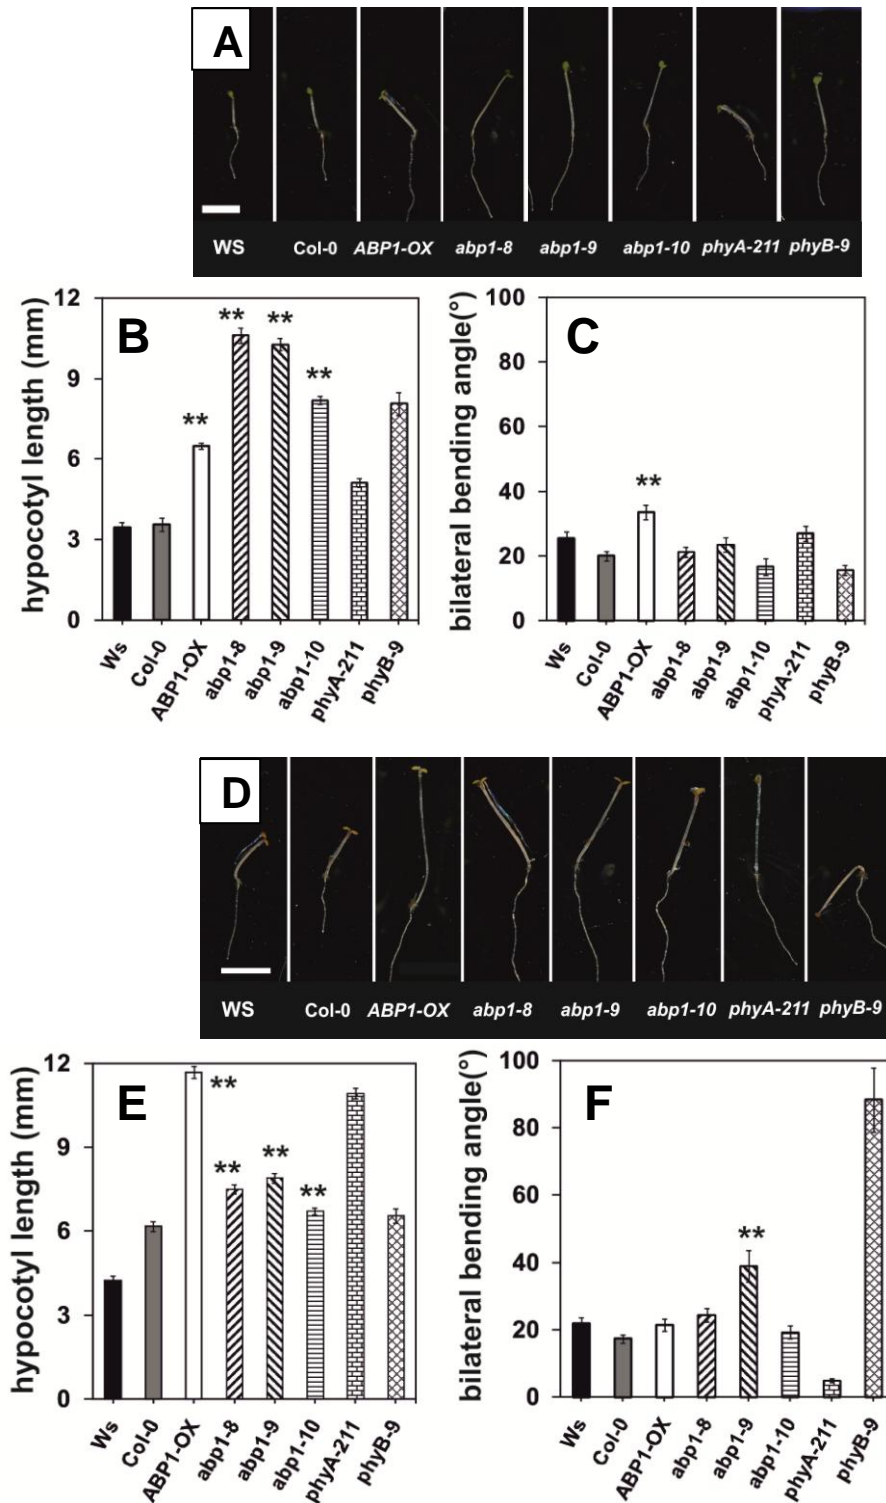 A
WS Col-0 ABP1-OX abp1-8 abp1-9 abp1-10 phyA-211 phyB-9
B
hypocotyl length (mm)
12
9
6
3
0
** ** ** **
Ws Col-0 ABP1-OX abp1-8 abp1-9 abp1-10 phyA-211 phyB-9
C
bilateral bending angle(°)
100
80
60
40
20
0
**
Ws Col-0 ABP1-OX abp1-8 abp1-9 abp1-10 phyA-211 phyB-9
D
WS Col-0 ABP1-OX abp1-8 abp1-9 abp1-10 phyA-211 phyB-9
E
hypocotyl length (mm)
12
9
6
3
0
** ** ** **
Ws Col-0 ABP1-OX abp1-8 abp1-9 abp1-10 phyA-211 phyB-9
F
bilateral bending angle(°)
100
80
60
40
20
0
**
Ws Col-0 ABP1-OX abp1-8 abp1-9 abp1-10 phyA-211 phyB-9